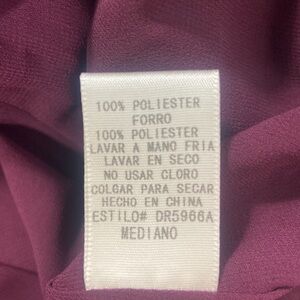 100% POLIESTER
FORRO
100% POLIESTER
LAVAR A MANO FRIA
LAVAR EN SECO
NO USAR CLORO
COLGAR PARA SECAR
HECHO EN CHINA
ESTILO# DR5966A
MEDIANO